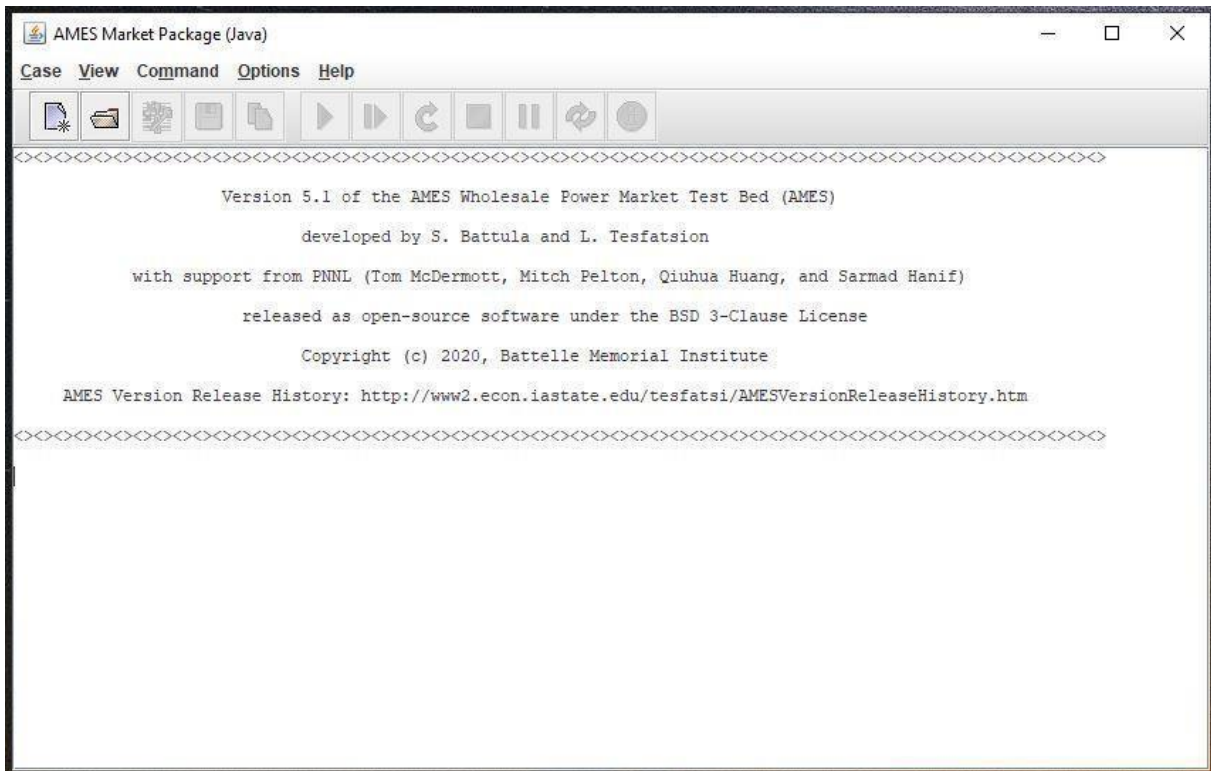 AMES Market Package (Java)
Case View Command Options Help
<><><><><><><><><><><><><><><><><><><><><><><><><><><><><><><><><><><><><><><><><><><><><><><><><><><><><><><>
Version 5.1 of the AMES Wholesale Power Market Test Bed (AMES)
developed by S. Battula and L. Tesfatsion
with support from PNNL (Tom McDermott, Mitch Pelton, Qiuhua Huang, and Sarmad Hanif)
released as open-source software under the BSD 3-Clause License
Copyright (c) 2020, Battelle Memorial Institute
AMES Version Release History: http://www2.econ.iastate.edu/tesfatsi/AMESVersionReleaseHistory.htm
<><><><><><><><><><><><><><><><><><><><><><><><><><><><><><><><><><><><><><><><><><><><><><><><><><><><><><><>